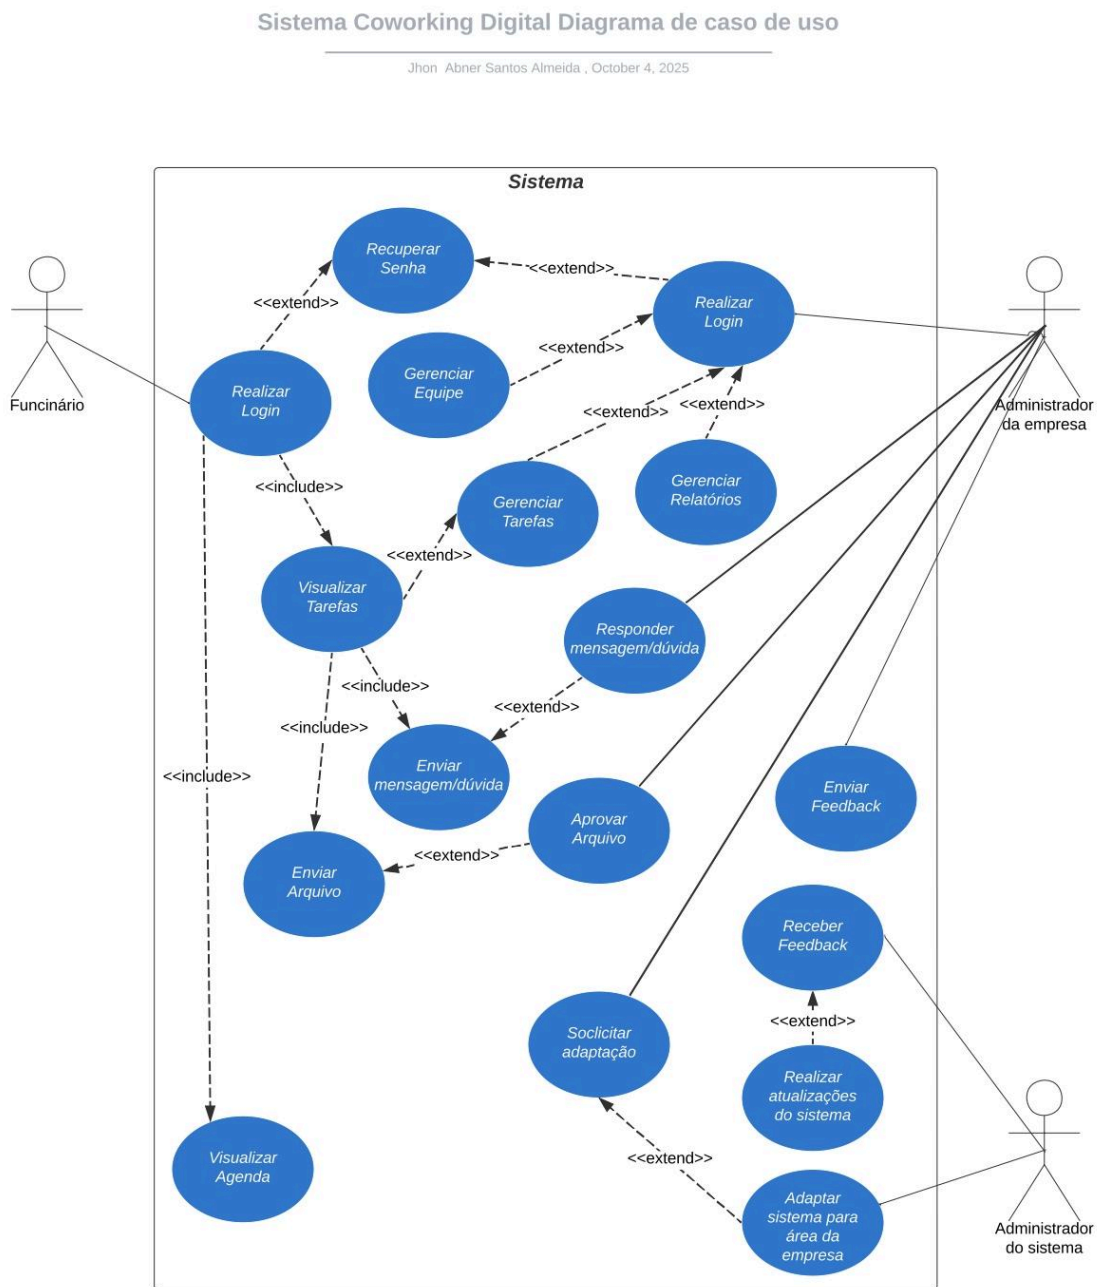 Sistema Coworking Digital Diagrama de caso de uso
Jhon Abner Santos Almeida , October 4, 2025
Sistema
Recuperar
Senha
<<extend>>
Realizar
Login
<<extend>>
<<extend>>
Gerenciar
Equipe
Realizar
Login
Funcinário
Administrador
da empresa
<<extend>>
<<extend>>
<<include>>
Gerenciar
Tarefas
Gerenciar
Relatórios
<<extend>>
Visualizar
Tarefas
Responder
mensagem/dúvida
<<include>>
<<extend>>
<<include>>
<<include>>
Enviar
mensagem/dúvida
Enviar
Feedback
Aprovar
Arquivo
<<extend>>
Enviar
Arquivo
Receber
Feedback
<<extend>>
Soclicitar
adaptação
Realizar
atualizações
do sistema
<<extend>>
Visualizar
Agenda
Adaptar
sistema para
área da
empresa
Administrador
do sistema